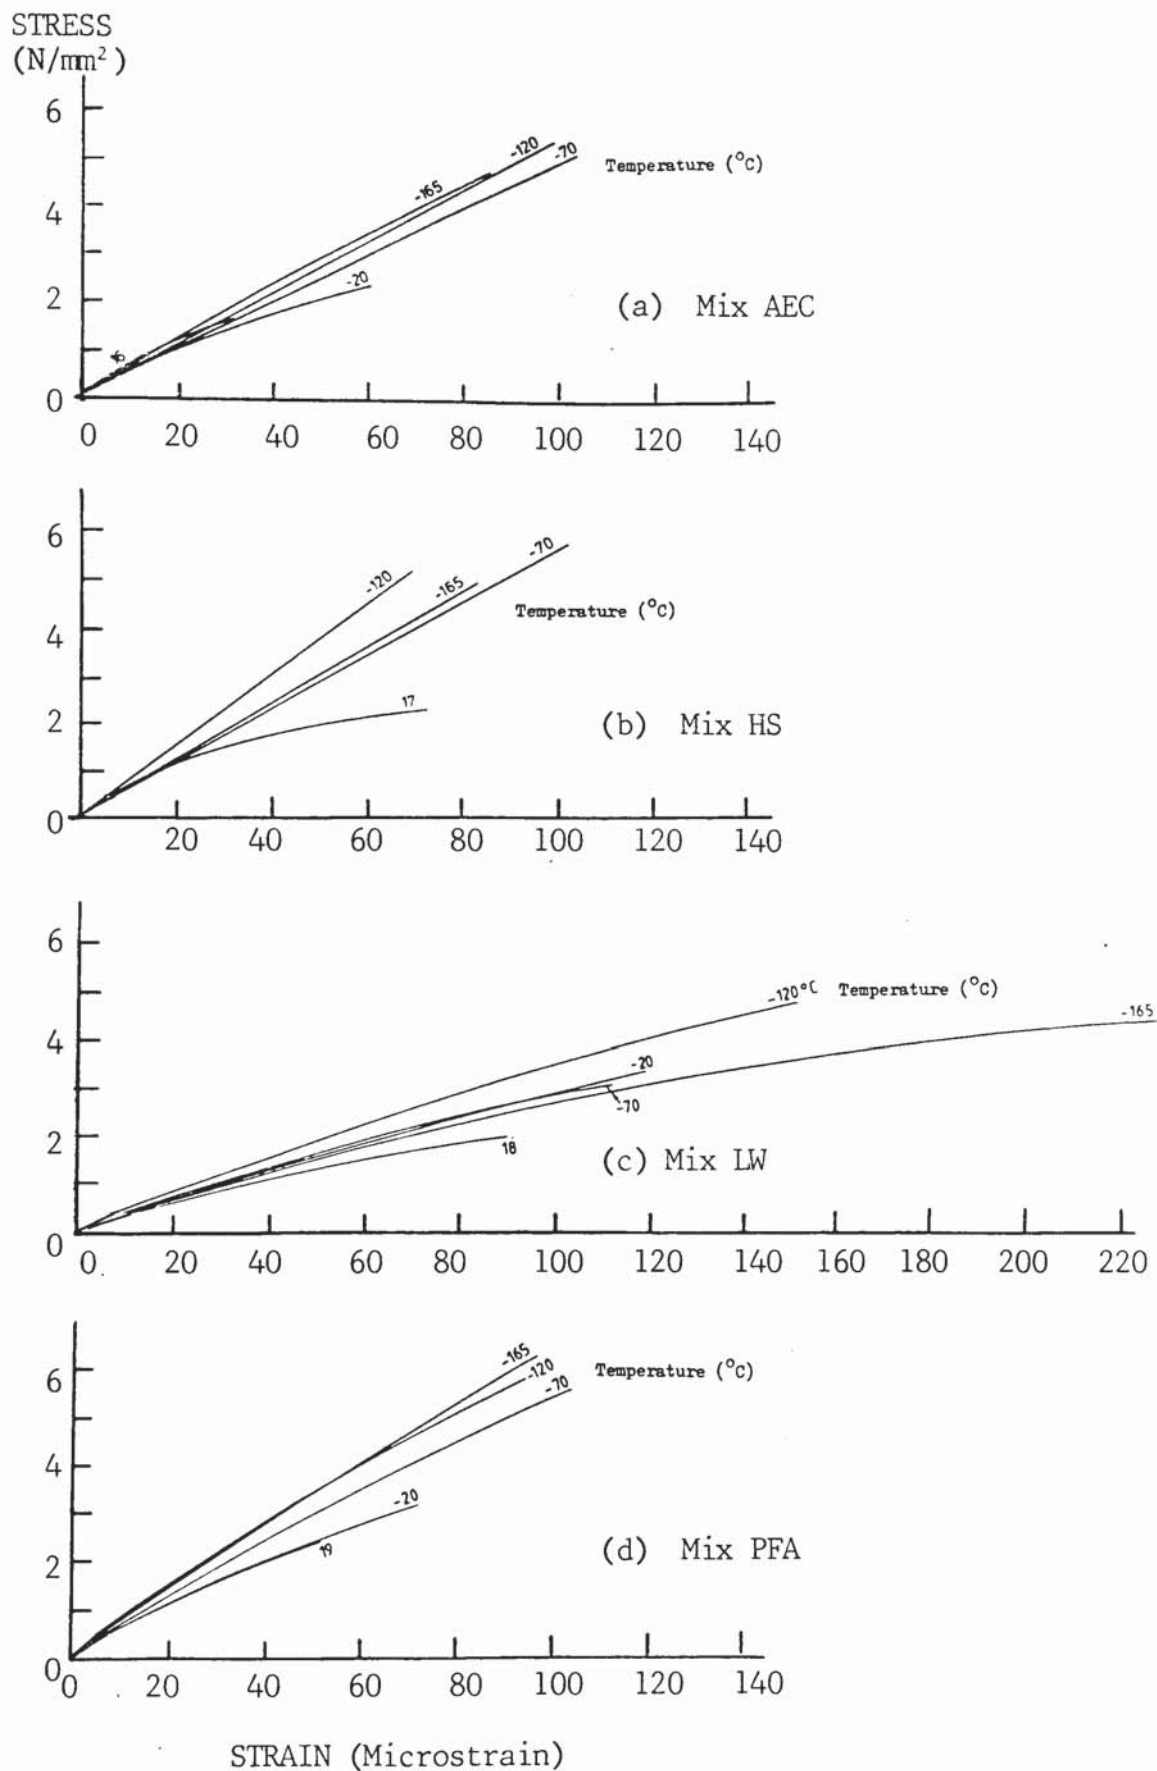 STRESS
(N/mm²)
6
4
2
0
-165
-120
-70
-20
Temperature (°C)
(a) Mix AEC
0 20 40 60 80 100 120 140
6
4
2
0
-120
-165
-70
17
Temperature (°C)
(b) Mix HS
20 40 60 80 100 120 140
6
4
2
0
-120°C Temperature (°C)
-165
-20
-70
18
(c) Mix LW
0 20 40 60 80 100 120 140 160 180 200 220
6
4
2
0
-165
-120
-70
-20
19
Temperature (°C)
(d) Mix PFA
0 20 40 60 80 100 120 140
STRAIN (Microstrain)